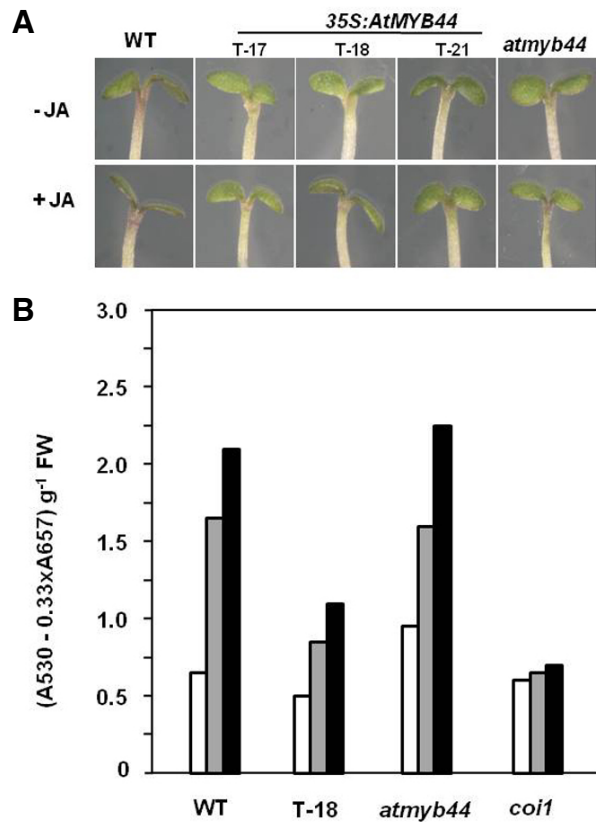 A
35S:AtMYB44
WT T-17 T-18 T-21 atmyb44
- JA
+ JA
B
3.0
2.5
2.0
1.5
1.0
0.5
0
(A530 - 0.33xA657) g-1 FW
WT T-18 atmyb44 coi1